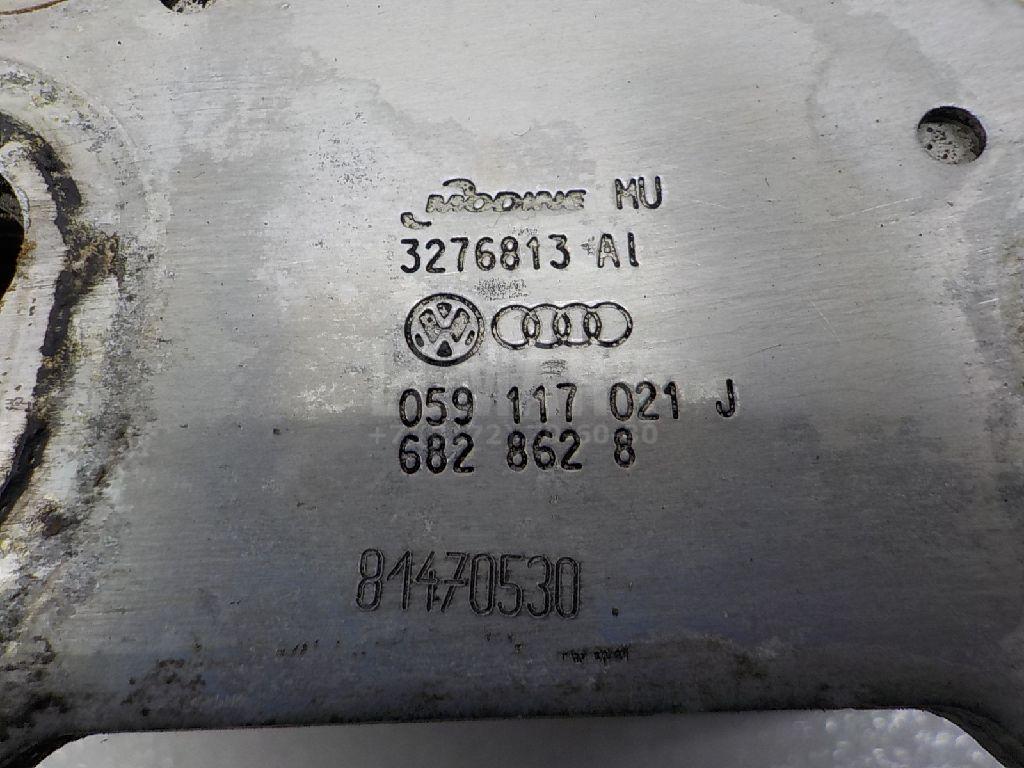 MODINE MU
3276813 AI
059 117 021 J
682 862 8
81470530